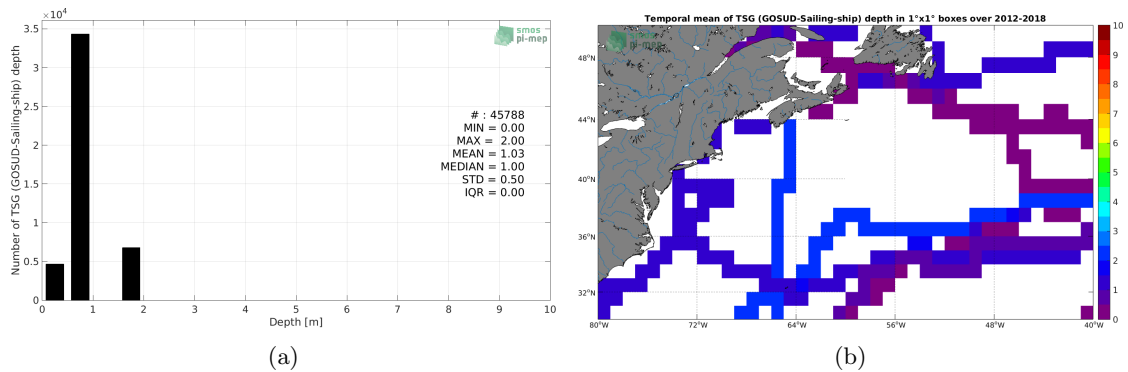 ×10⁴
3.5
3
2.5
2
1.5
1
0.5
0
Number of TSG (GOSUD-Sailing-ship) depth
smos
pi-mep
# : 45788
MIN = 0.00
MAX = 2.00
MEAN = 1.03
MEDIAN = 1.00
STD = 0.50
IQR = 0.00
0 1 2 3 4 5 6 7 8 9 10
Depth [m]
(a)
Temporal mean of TSG (GOSUD-Sailing-ship) depth in 1°x1° boxes over 2012-2018
smos
pi-mep
48°N
44°N
40°N
36°N
32°N
80°W 72°W 64°W 56°W 48°W 40°W
10
9
8
7
6
5
4
3
2
1
0
(b)